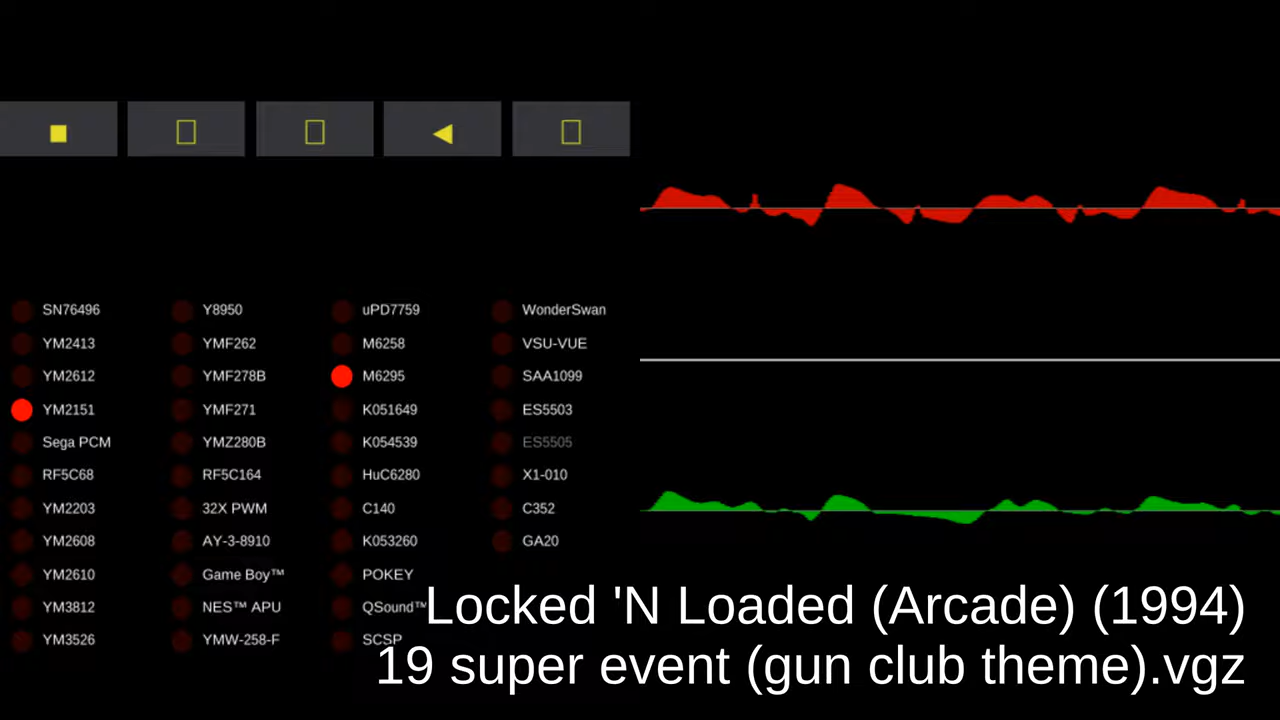 SN76496 Y8950 uPD7759 WonderSwan
YM2413 YMF262 M6258 VSU-VUE
YM2612 YMF278B M6295 SAA1099
YM2151 YMF271 K051649 ES5503
Sega PCM YMZ280B K054539 ES5505
RF5C68 RF5C164 HuC6280 X1-010
YM2203 32X PWM C140 C352
YM2608 AY-3-8910 K053260 GA20
YM2610 Game Boy™ POKEY
YM3812 NES™ APU QSound™
YM3526 YMW-258-F SCSP
Locked 'N Loaded (Arcade) (1994)
19 super event (gun club theme).vgz